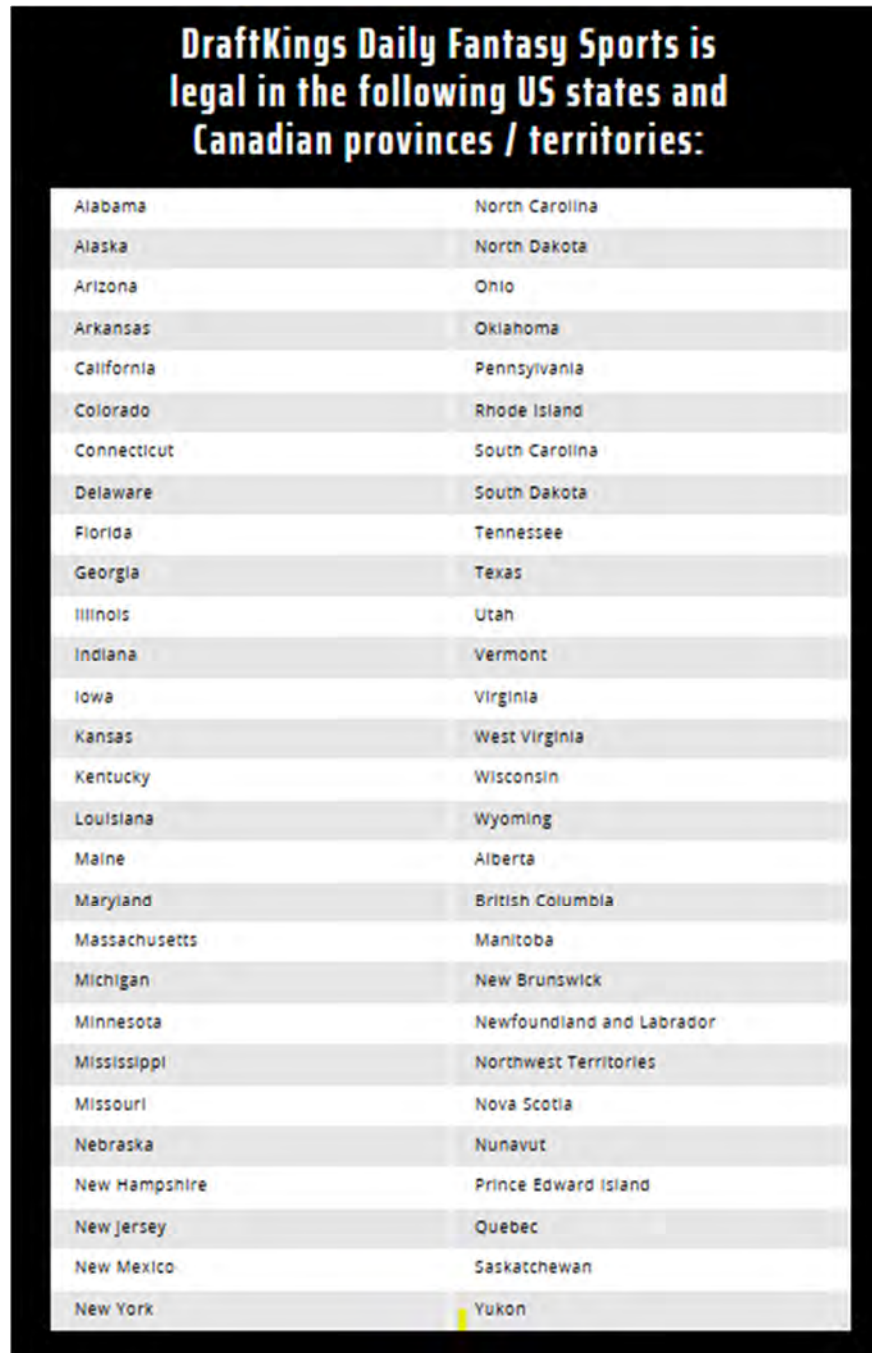 DraftKings Daily Fantasy Sports is
legal in the following US states and
Canadian provinces / territories:
Alabama North Carolina
Alaska North Dakota
Arizona Ohio
Arkansas Oklahoma
California Pennsylvania
Colorado Rhode Island
Connecticut South Carolina
Delaware South Dakota
Florida Tennessee
Georgia Texas
Illinois Utah
Indiana Vermont
Iowa Virginia
Kansas West Virginia
Kentucky Wisconsin
Louisiana Wyoming
Maine Alberta
Maryland British Columbia
Massachusetts Manitoba
Michigan New Brunswick
Minnesota Newfoundland and Labrador
Mississippi Northwest Territories
Missouri Nova Scotia
Nebraska Nunavut
New Hampshire Prince Edward Island
New Jersey Quebec
New Mexico Saskatchewan
New York Yukon